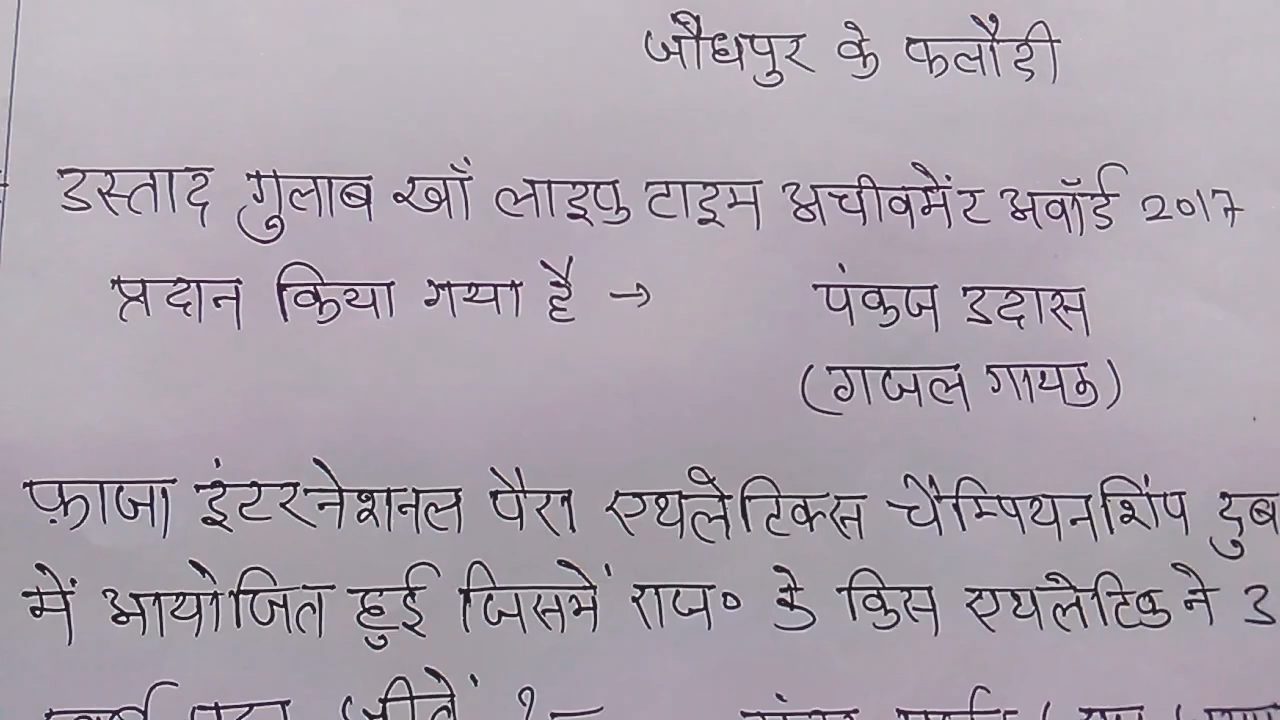 जौधपुर के फलौदी
उस्ताद गुलाब खाँ लाइफ टाइम अचीवमेंट अवॉर्ड 2017
प्रदान किया गया है → पंकज उदास
(गजल गायक)
फ़ाजा इंटरनेशनल पैरा एथलेटिक्स चैम्पियनशिंप दुब
में आयोजित हुई जिसमें राज० के किस एथलेटिक ने 3
जीतें ?